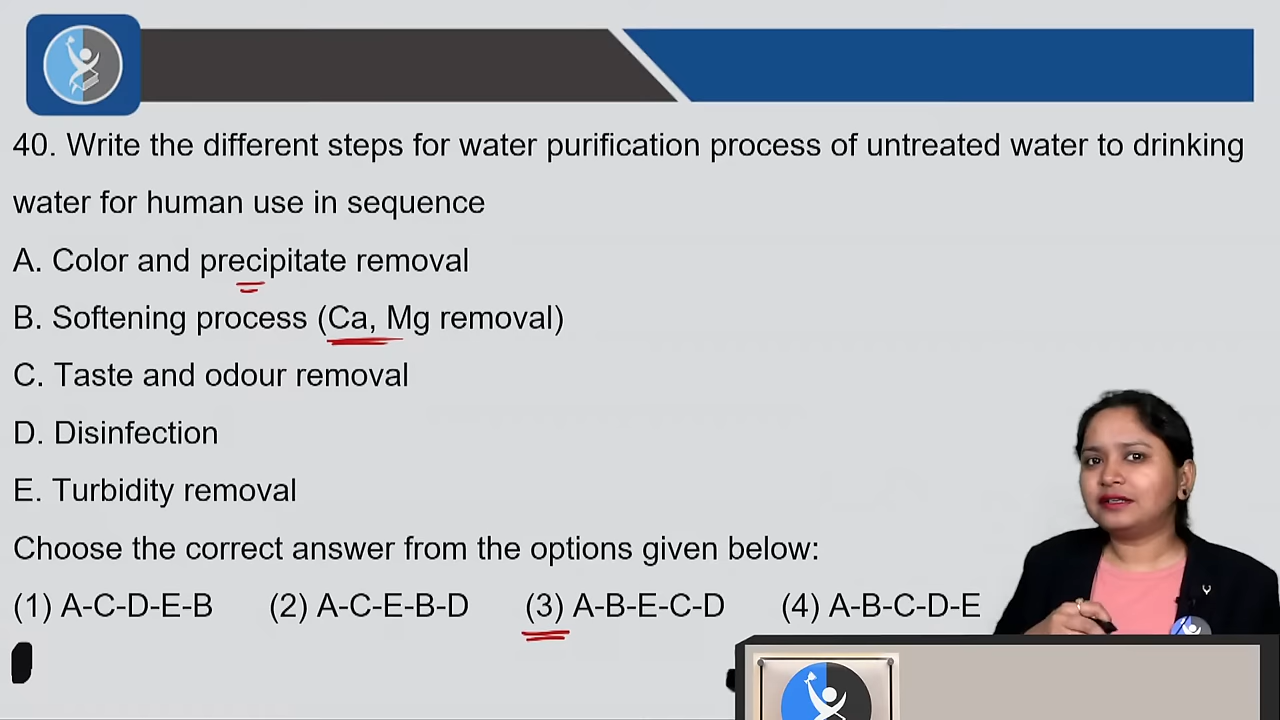 40. Write the different steps for water purification process of untreated water to drinking
water for human use in sequence
A. Color and precipitate removal
B. Softening process (Ca, Mg removal)
C. Taste and odour removal
D. Disinfection
E. Turbidity removal
Choose the correct answer from the options given below:
(1) A-C-D-E-B (2) A-C-E-B-D (3) A-B-E-C-D (4) A-B-C-D-E